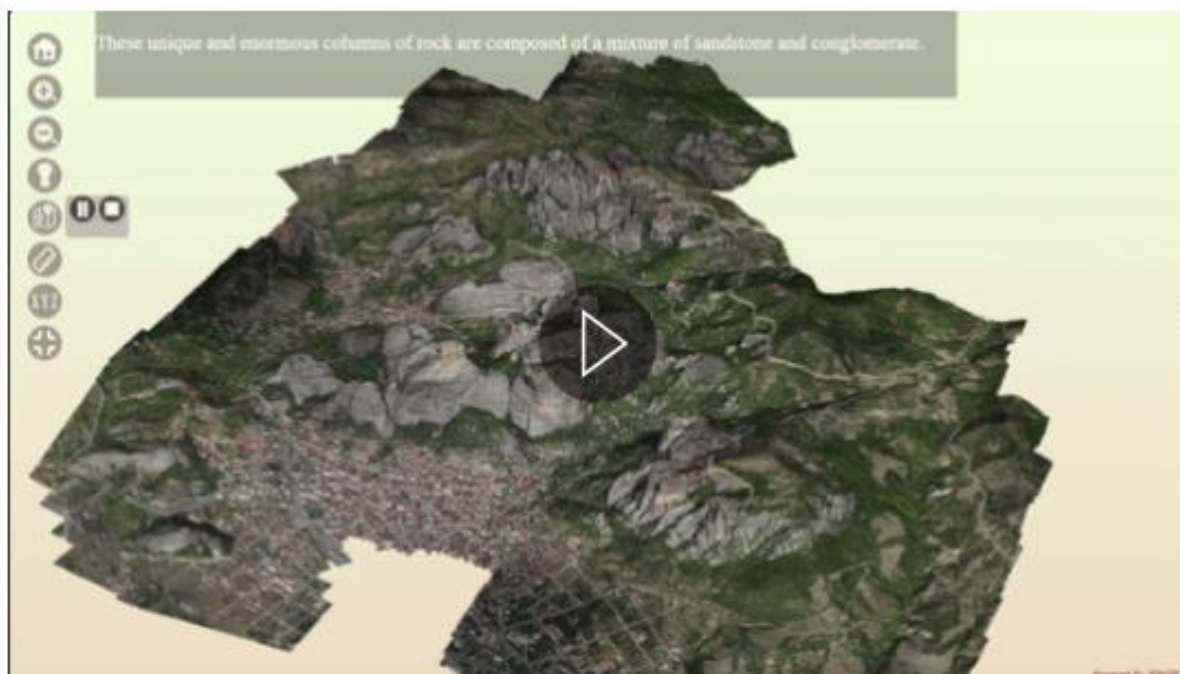 These unique and enormous columns of rock are composed of a mixture of sandstone and conglomerate.